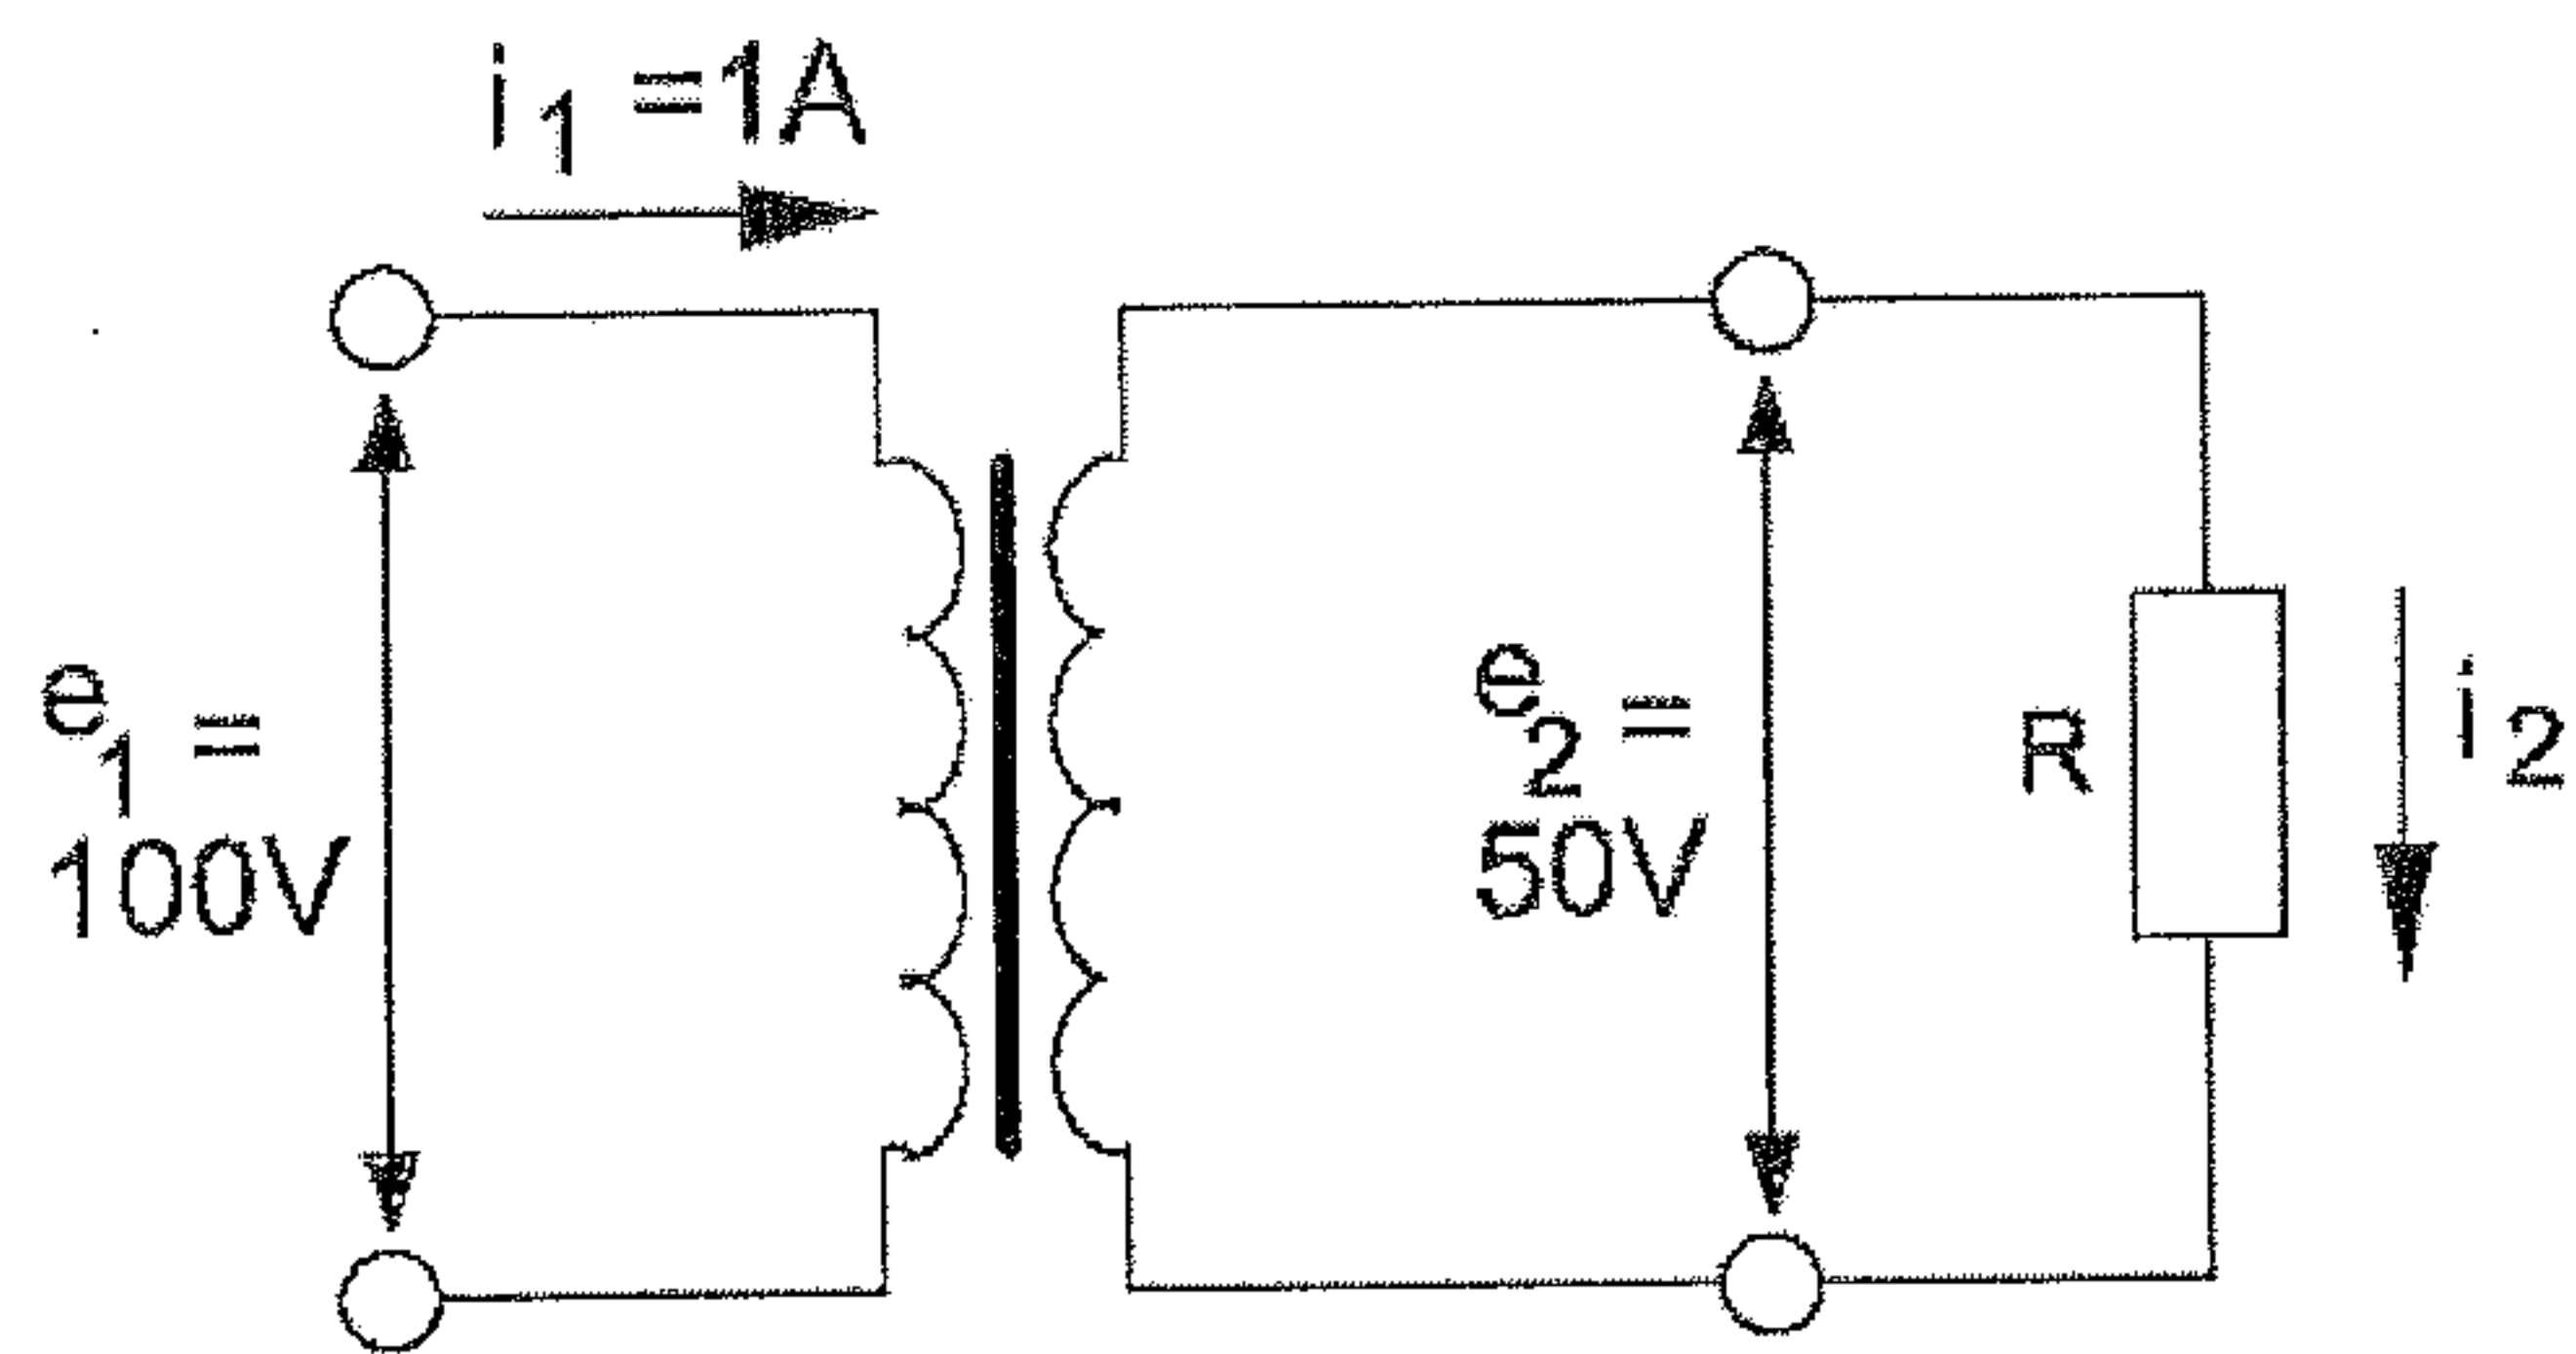 i1 =1A
e1 =
100V
e2 =
50V
R
i2